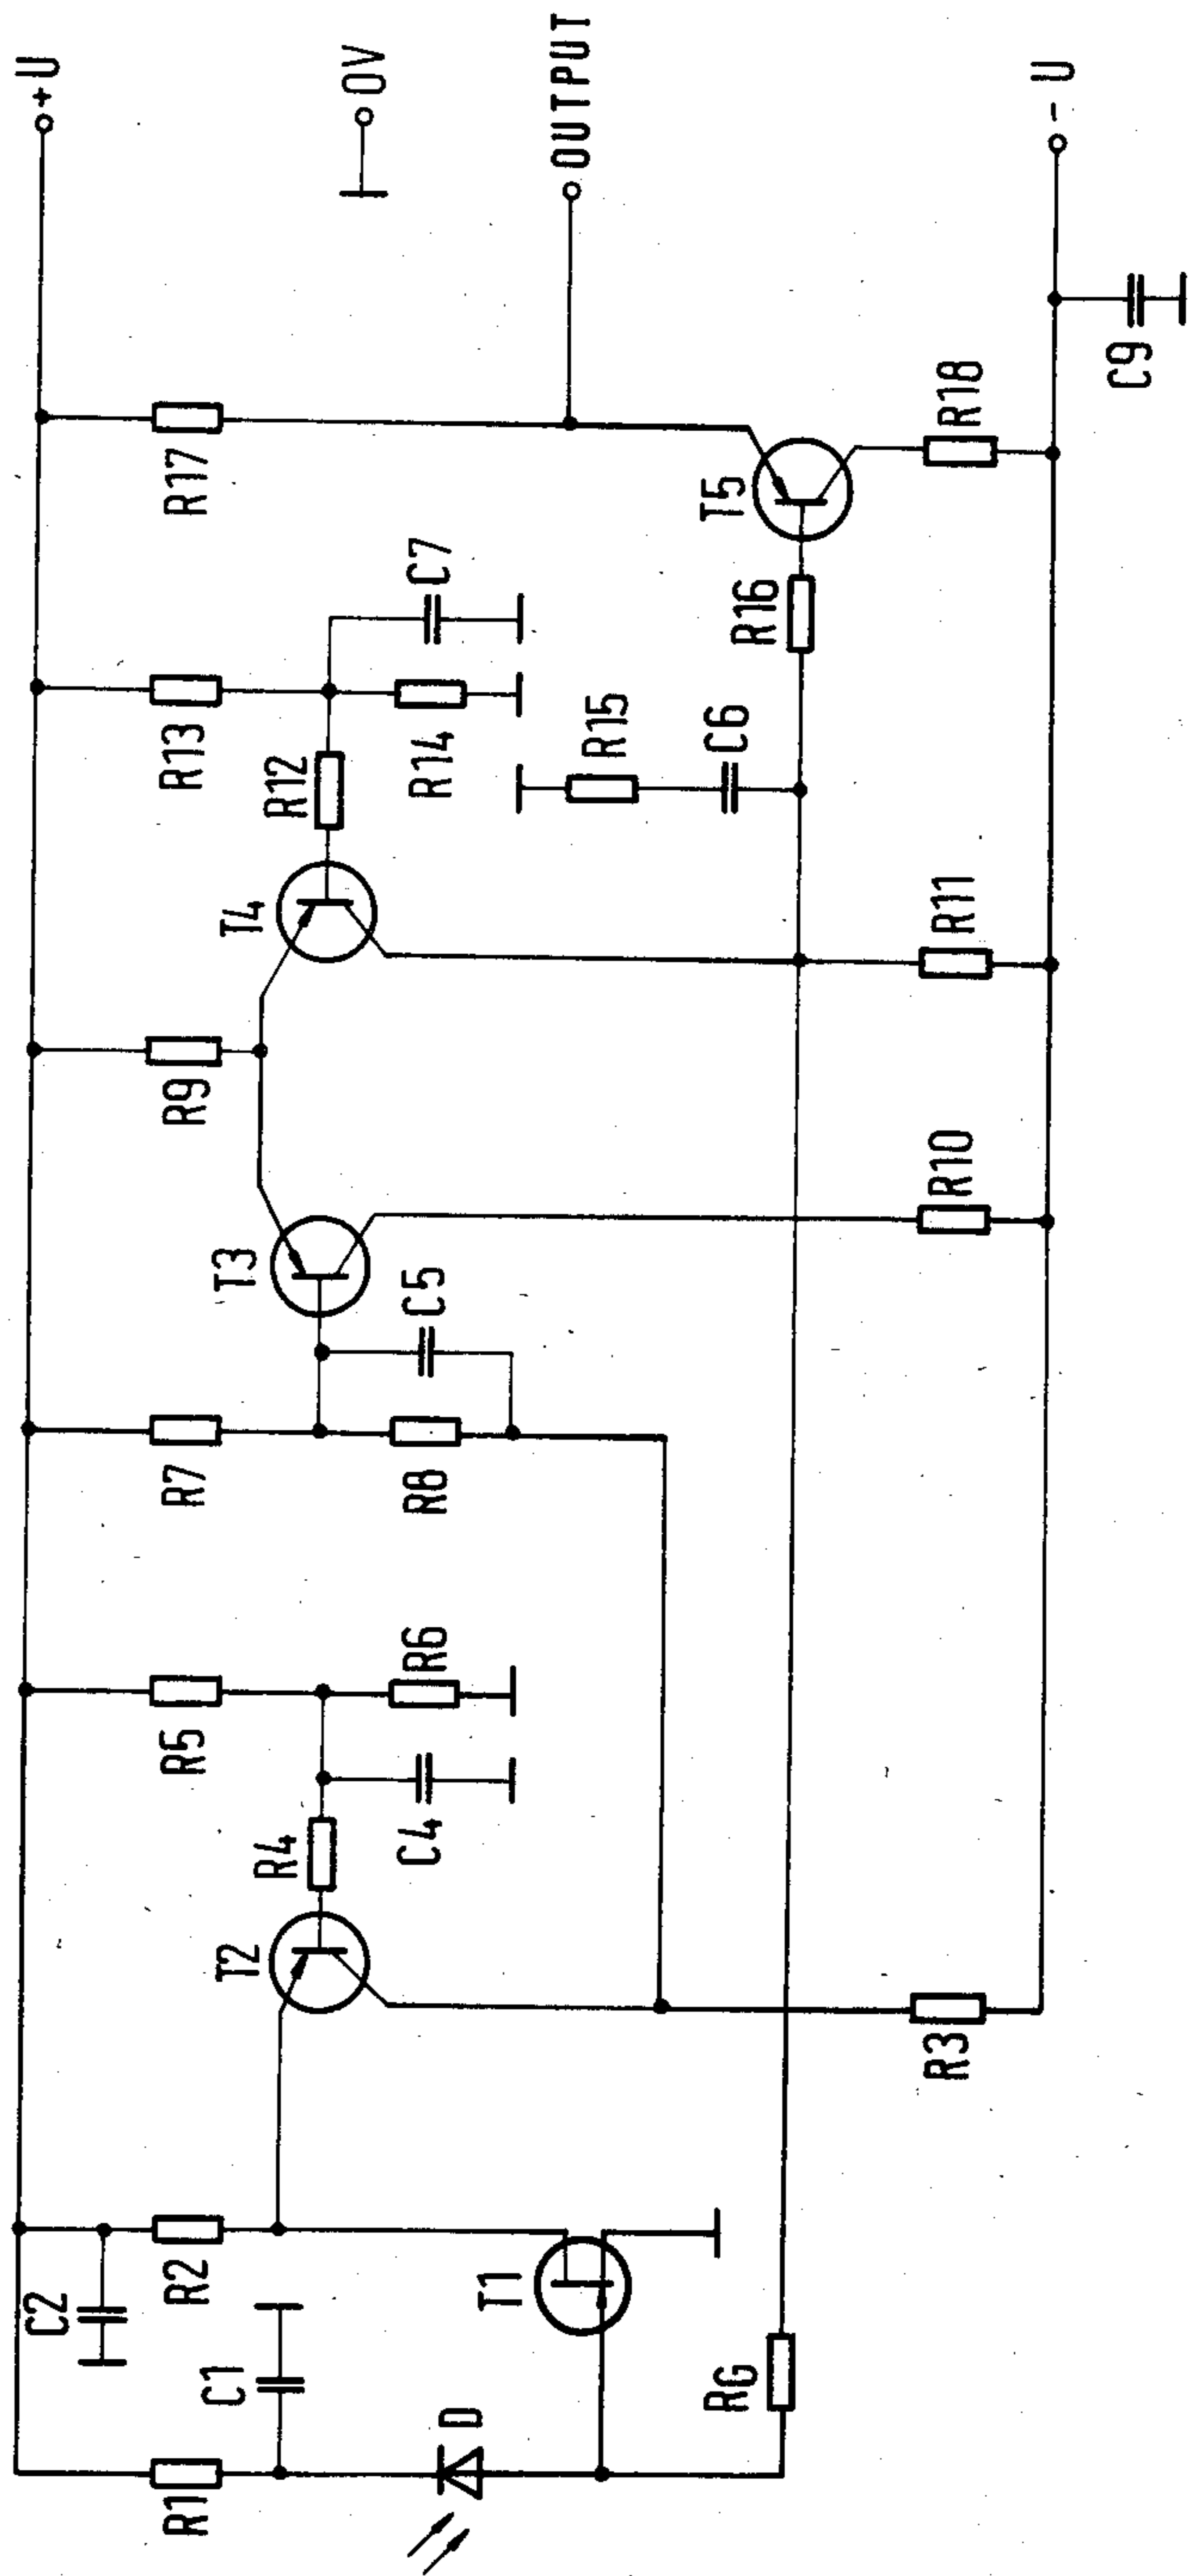 +U
0V
OUTPUT
-U
R17
R13
R9
R7
R5
C2
R2
R1
C1
T4
R12
C7
R14
R15
C6
T5
R16
R18
C9
T3
C5
R8
R11
R10
T2
R4
C4
R6
R3
T1
D
RG